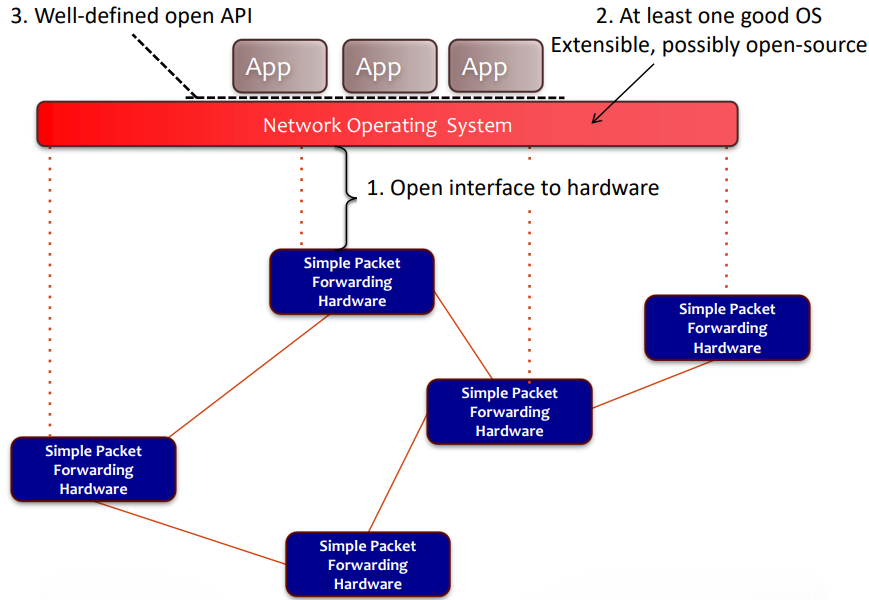 3. Well-defined open API
2. At least one good OS
Extensible, possibly open-source
App
App
App
Network Operating System
1. Open interface to hardware
Simple Packet
Forwarding
Hardware
Simple Packet
Forwarding
Hardware
Simple Packet
Forwarding
Hardware
Simple Packet
Forwarding
Hardware
Simple Packet
Forwarding
Hardware